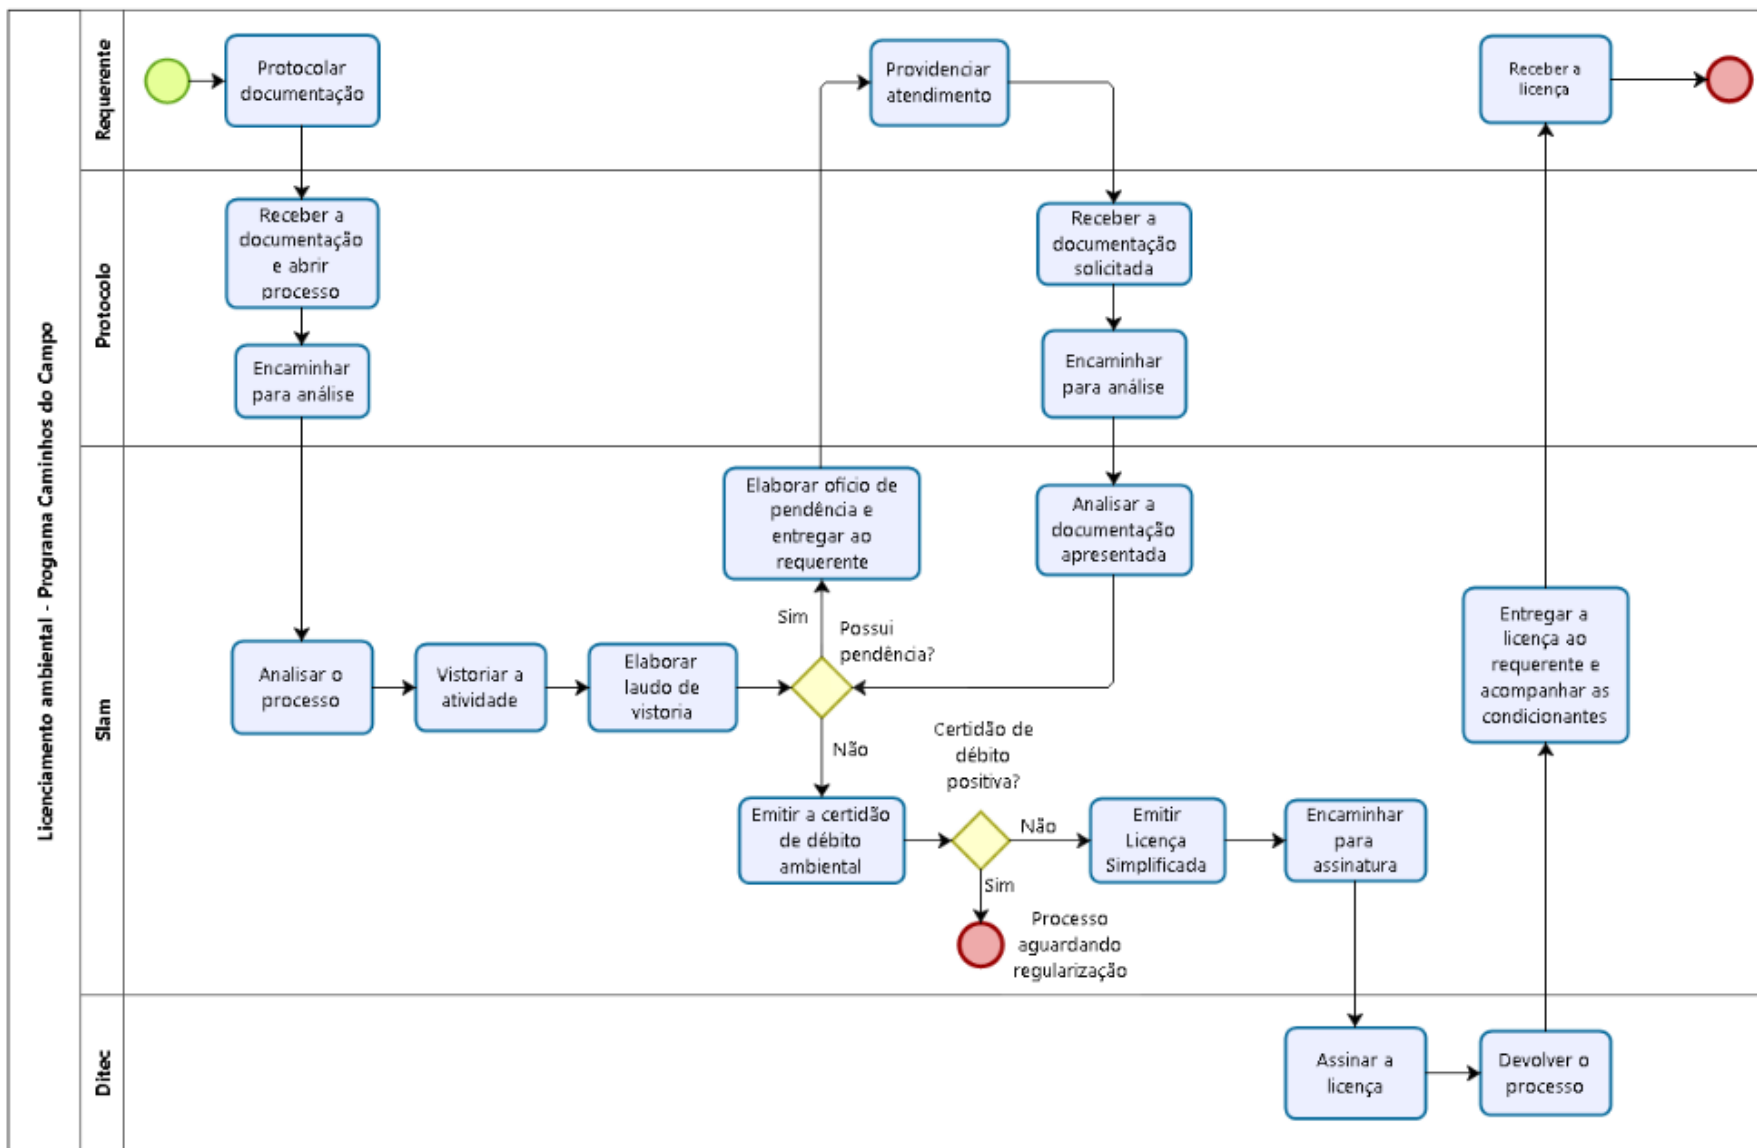 Licenciamento ambiental - Programa Caminhos do Campo
Requerente
Protocolar
documentação
Providenciar
atendimento
Receber a
licença
Protocolo
Receber a
documentação
e abrir
processo
Encaminhar
para análise
Receber a
documentação
solicitada
Encaminhar
para análise
Slam
Elaborar ofício de
pendência e
entregar ao
requerente
Analisar a
documentação
apresentada
Sim
Possui
pendência?
Analisar o
processo
Vistoriar a
atividade
Elaborar
laudo de
vistoria
Entregar a
licença ao
requerente e
acompanhar as
condicionantes
Não
Certidão de
débito
positiva?
Emitir a certidão
de débito
ambiental
Não
Emitir
Licença
Simplificada
Encaminhar
para
assinatura
Sim
Processo
aguardando
regularização
Ditec
Assinar a
licença
Devolver o
processo